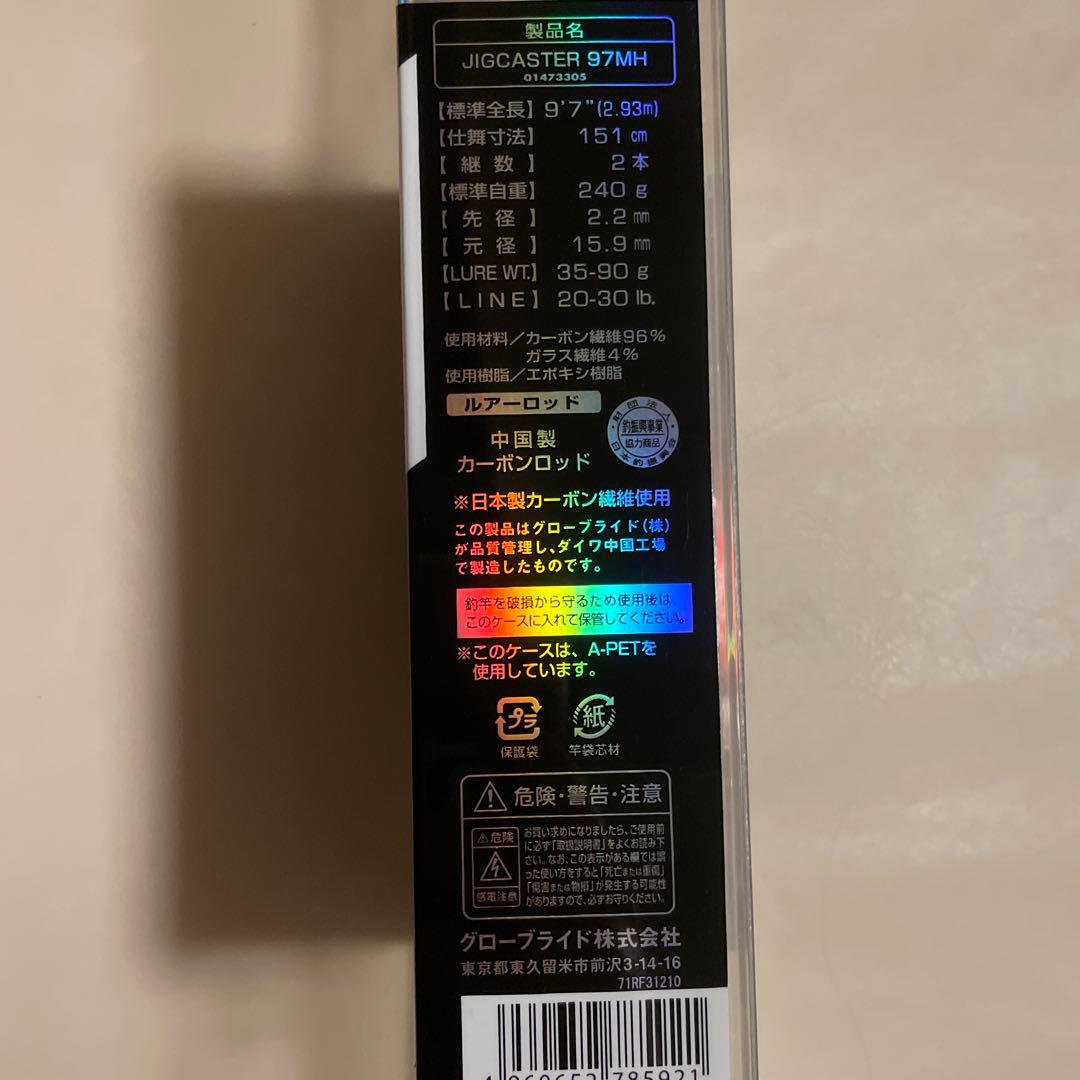 製品名
JIGCASTER 97MH
01473305
【標準全長】 9'7"(2.93m)
【仕舞寸法】 151 cm
【 継 数 】 2 本
【標準自重】 240 g
【 先 径 】 2.2 mm
【 元 径 】 15.9 mm
【LURE WT.】 35-90 g
【 L I N E 】 20-30 lb.
使用材料/カーボン繊維96%
ガラス繊維4%
使用樹脂/エポキシ樹脂
ルアーロッド
財団法人
釣振興事業
協力商品
・日本釣振興会・
中国製
カーボンロッド
※日本製カーボン繊維使用
この製品はグローブライド(株)
が品質管理し、ダイワ中国工場
で製造したものです。
釣竿を破損から守るため使用後は、
このケースに入れて保管してください。
※このケースは、A-PETを
使用しています。
プラ
紙
保護袋
竿袋芯材
危険・警告・注意
危険
感電注意
お買い求めになりましたら、ご使用前
に必ず「取扱説明書」をよくお読み下
さい。なお、この表示がある欄では誤
った使い方をすると「死亡または重傷」
「傷害または物損」が発生する可能性
がありますので、必ずお守りください。
グローブライド株式会社
東京都東久留米市前沢3-14-16
71RF31210
4 960652 785921